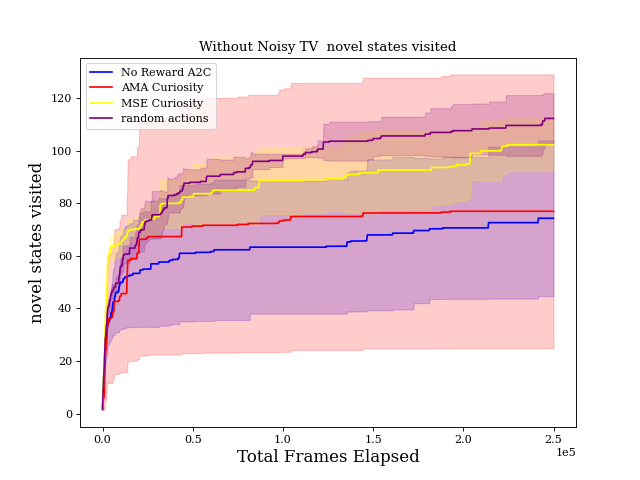 Without Noisy TV  novel states visited
No Reward A2C
AMA Curiosity
MSE Curiosity
random actions
novel states visited
120
100
80
60
40
20
0
0.0 0.5 1.0 1.5 2.0 2.5
1e5
Total Frames Elapsed